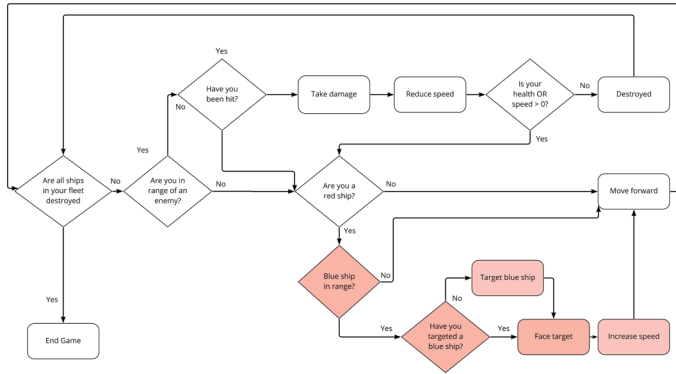 Yes
Have you
been hit?
No
Take damage
Reduce speed
Is your
health OR
speed > 0?
No
Destroyed
Yes
Yes
Are all ships
in your fleet
destroyed
No
Are you in
range of an
enemy?
No
Are you a
red ship?
No
Move forward
Yes
Blue ship
in range?
No
Target blue ship
No
Yes
Yes
Have you
targeted a
blue ship?
Yes
Face target
Increase speed
End Game